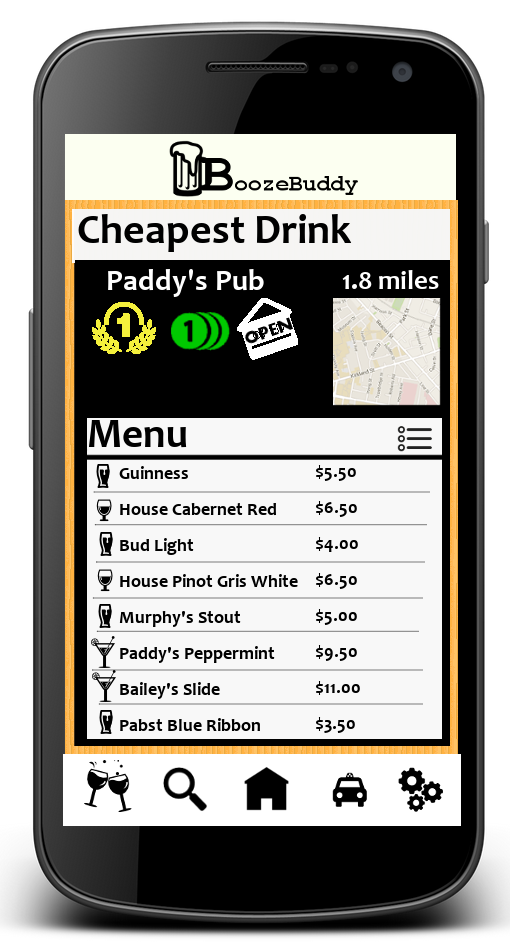 BoozeBuddy
Cheapest Drink
Paddy's Pub 1.8 miles
1 1 OPEN
Menu
Guinness $5.50
House Cabernet Red $6.50
Bud Light $4.00
House Pinot Gris White $6.50
Murphy's Stout $5.00
Paddy's Peppermint $9.50
Bailey's Slide $11.00
Pabst Blue Ribbon $3.50